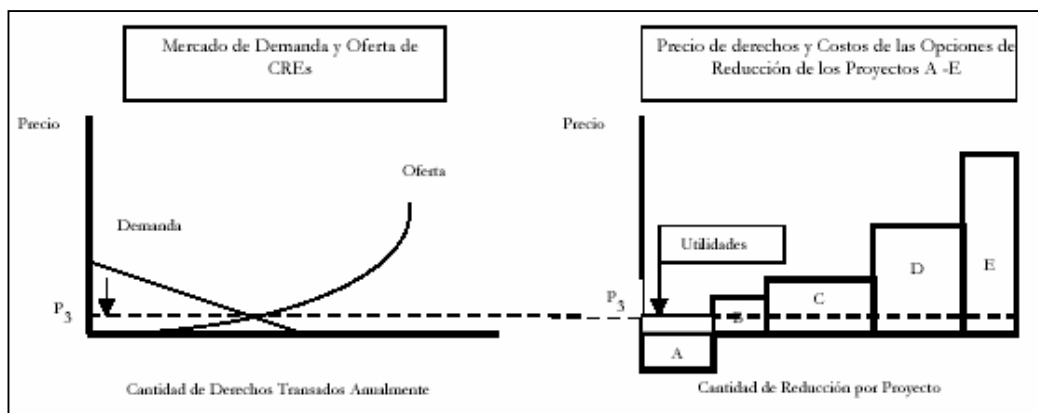 Mercado de Demanda y Oferta de
CREs
Precio de derechos y Costos de las Opciones de
Reducción de los Proyectos A -E
Precio
Oferta
Demanda
P3
Cantidad de Derechos Transados Anualmente
Precio
Utilidades
P3
A
B
C
D
E
Cantidad de Reducción por Proyecto